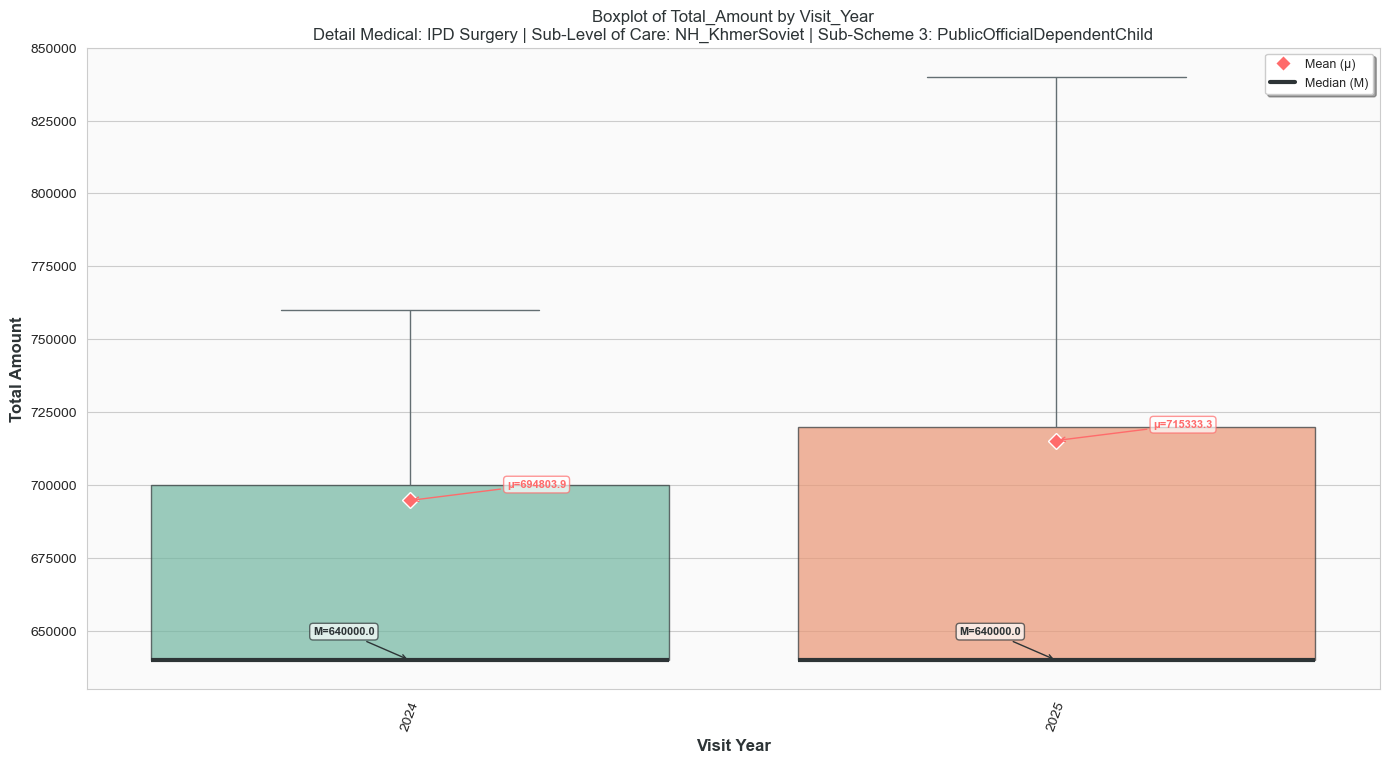 Boxplot of Total_Amount by Visit_Year
Detail Medical: IPD Surgery | Sub-Level of Care: NH_KhmerSoviet | Sub-Scheme 3: PublicOfficialDependentChild
Mean (μ)
Median (M)
Total Amount
850000
825000
800000
775000
750000
725000
700000
675000
650000
μ=694803.9
μ=715333.3
M=640000.0
M=640000.0
2024
2025
Visit Year